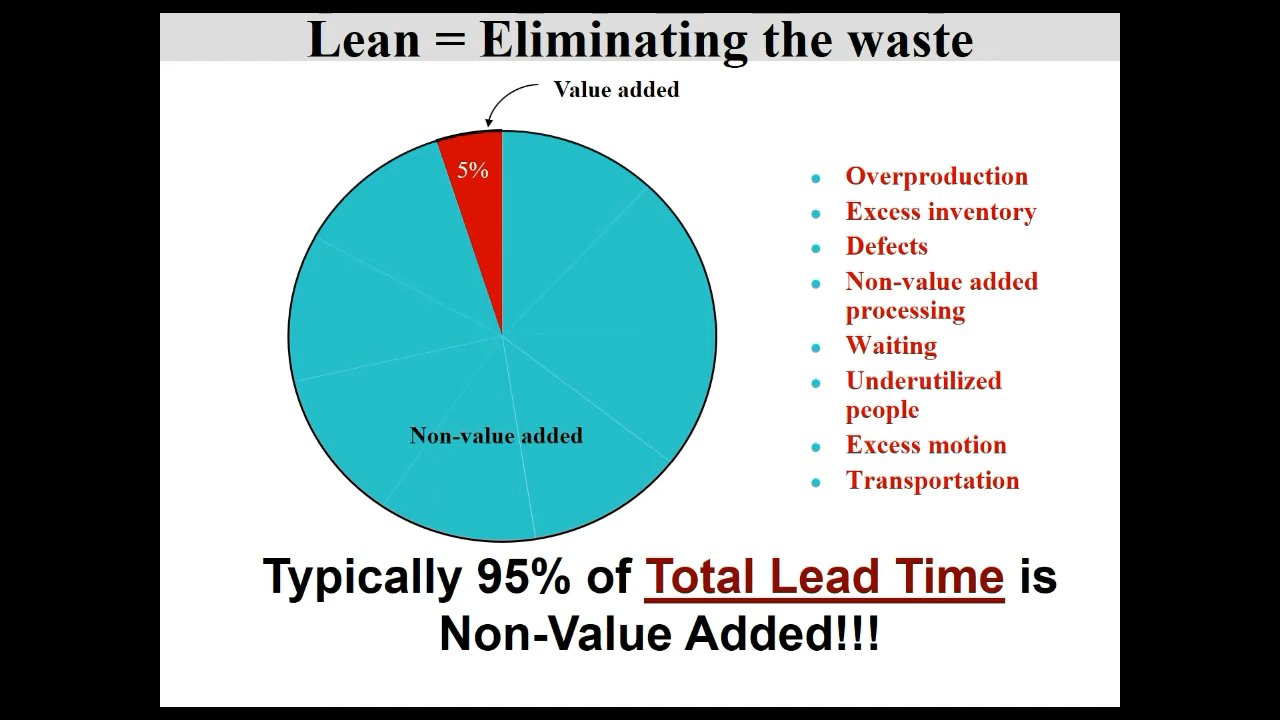 Lean = Eliminating the waste
Value added
5%
Non-value added
Overproduction
Excess inventory
Defects
Non-value added
processing
Waiting
Underutilized
people
Excess motion
Transportation
Typically 95% of Total Lead Time is
Non-Value Added!!!